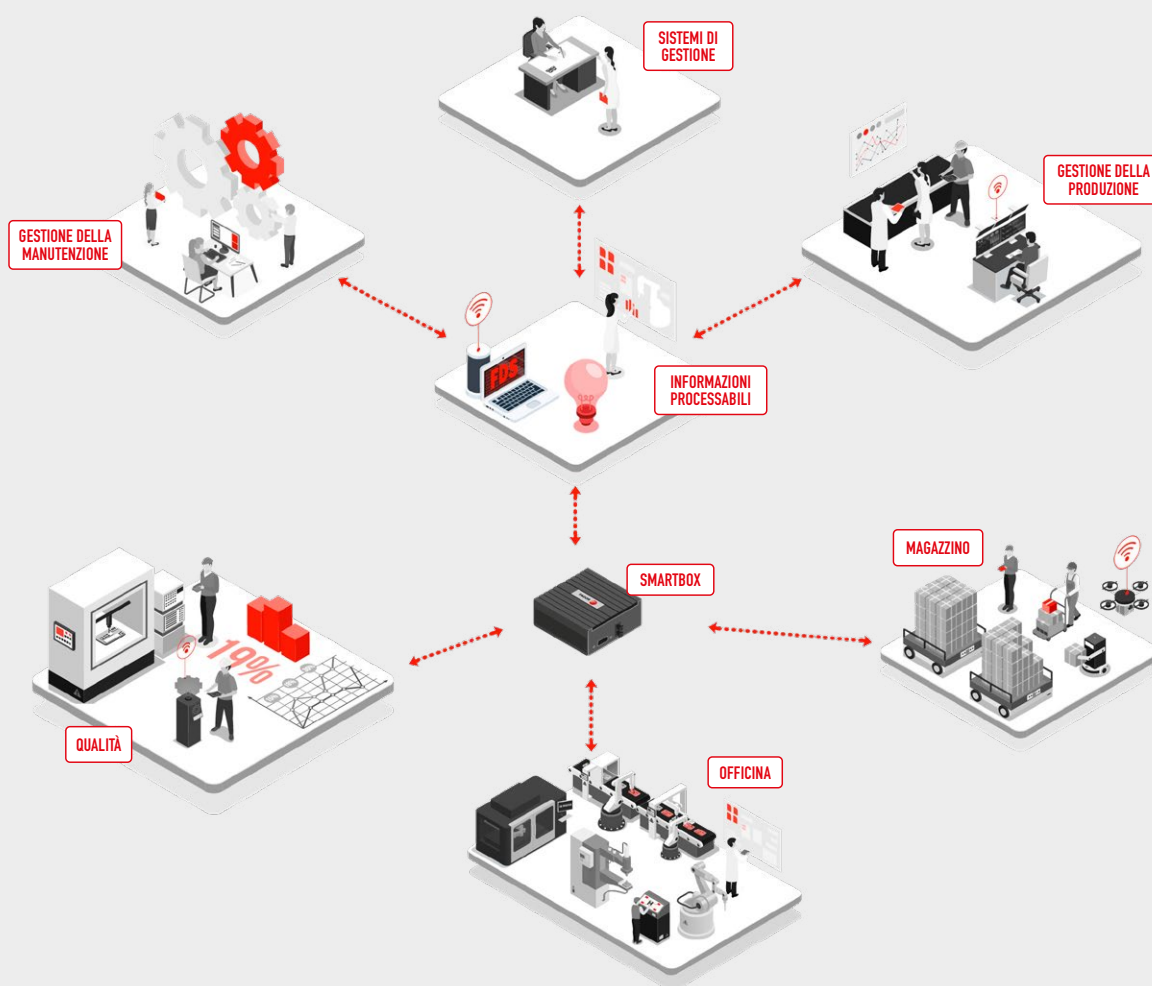 SISTEMI DI
GESTIONE
GESTIONE DELLA
PRODUZIONE
GESTIONE DELLA
MANUTENZIONE
FDS
INFORMAZIONI
PROCESSABILI
MAGAZZINO
SMARTBOX
19%
QUALITÀ
OFFICINA